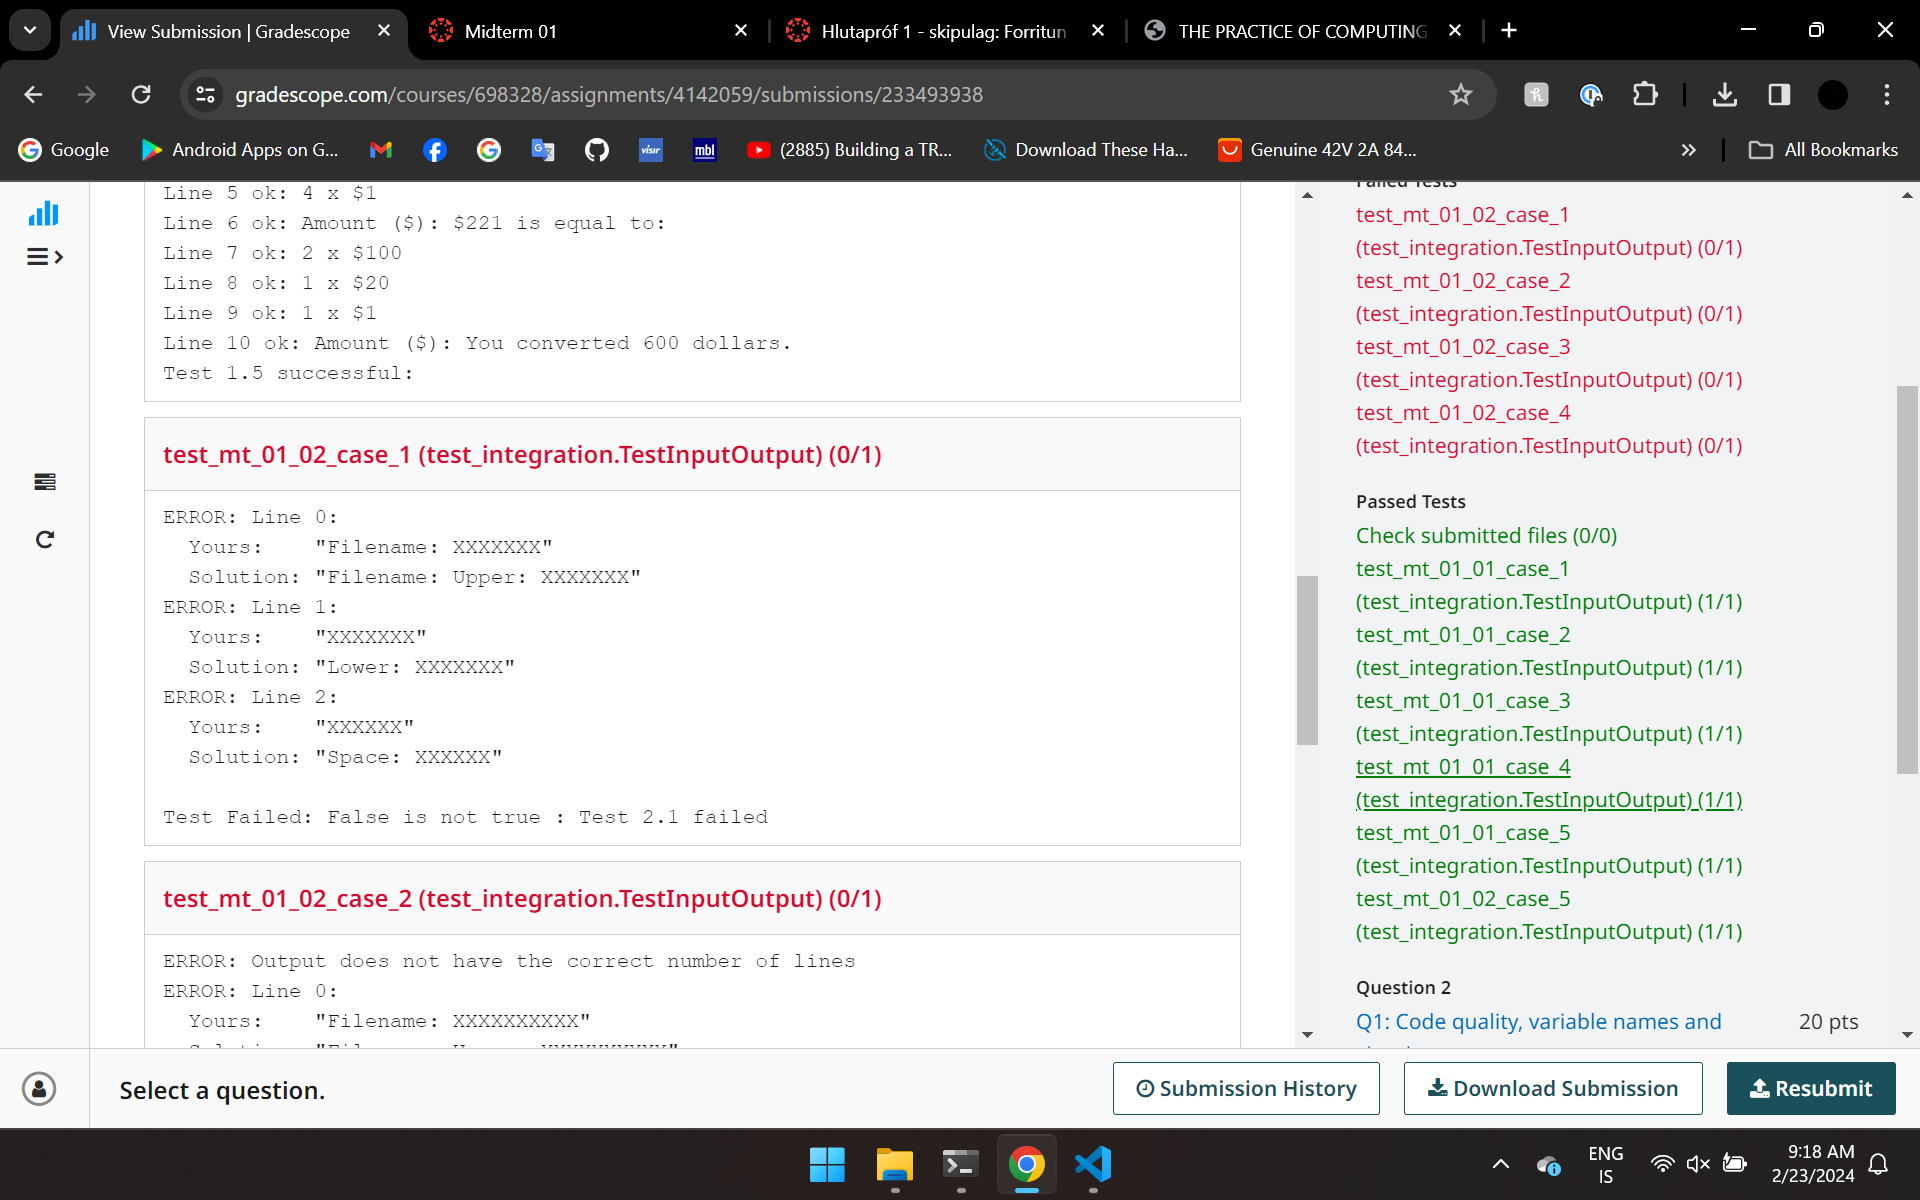 View Submission | Gradescope
Midterm 01
Hlutapróf 1 - skipulag: Forritun
THE PRACTICE OF COMPUTING
gradescope.com/courses/698328/assignments/4142059/submissions/233493938
Google
Android Apps on G...
visir
mbl
(2885) Building a TR...
Download These Ha...
Genuine 42V 2A 84...
All Bookmarks
Line 5 ok: 4 x $1
Line 6 ok: Amount ($): $221 is equal to:
Line 7 ok: 2 x $100
Line 8 ok: 1 x $20
Line 9 ok: 1 x $1
Line 10 ok: Amount ($): You converted 600 dollars.
Test 1.5 successful:
test_mt_01_02_case_1 (test_integration.TestInputOutput) (0/1)
ERROR: Line 0:
Yours: "Filename: XXXXXXX"
Solution: "Filename: Upper: XXXXXXX"
ERROR: Line 1:
Yours: "XXXXXXX"
Solution: "Lower: XXXXXXX"
ERROR: Line 2:
Yours: "XXXXXX"
Solution: "Space: XXXXXX"
Test Failed: False is not true : Test 2.1 failed
test_mt_01_02_case_2 (test_integration.TestInputOutput) (0/1)
ERROR: Output does not have the correct number of lines
ERROR: Line 0:
Yours: "Filename: XXXXXXXXXX"
Failed Tests
test_mt_01_02_case_1
(test_integration.TestInputOutput) (0/1)
test_mt_01_02_case_2
(test_integration.TestInputOutput) (0/1)
test_mt_01_02_case_3
(test_integration.TestInputOutput) (0/1)
test_mt_01_02_case_4
(test_integration.TestInputOutput) (0/1)
Passed Tests
Check submitted files (0/0)
test_mt_01_01_case_1
(test_integration.TestInputOutput) (1/1)
test_mt_01_01_case_2
(test_integration.TestInputOutput) (1/1)
test_mt_01_01_case_3
(test_integration.TestInputOutput) (1/1)
test_mt_01_01_case_4
(test_integration.TestInputOutput) (1/1)
test_mt_01_01_case_5
(test_integration.TestInputOutput) (1/1)
test_mt_01_02_case_5
(test_integration.TestInputOutput) (1/1)
Question 2
Q1: Code quality, variable names and 20 pts
Select a question.
Submission History
Download Submission
Resubmit
ENG
IS
9:18 AM
2/23/2024